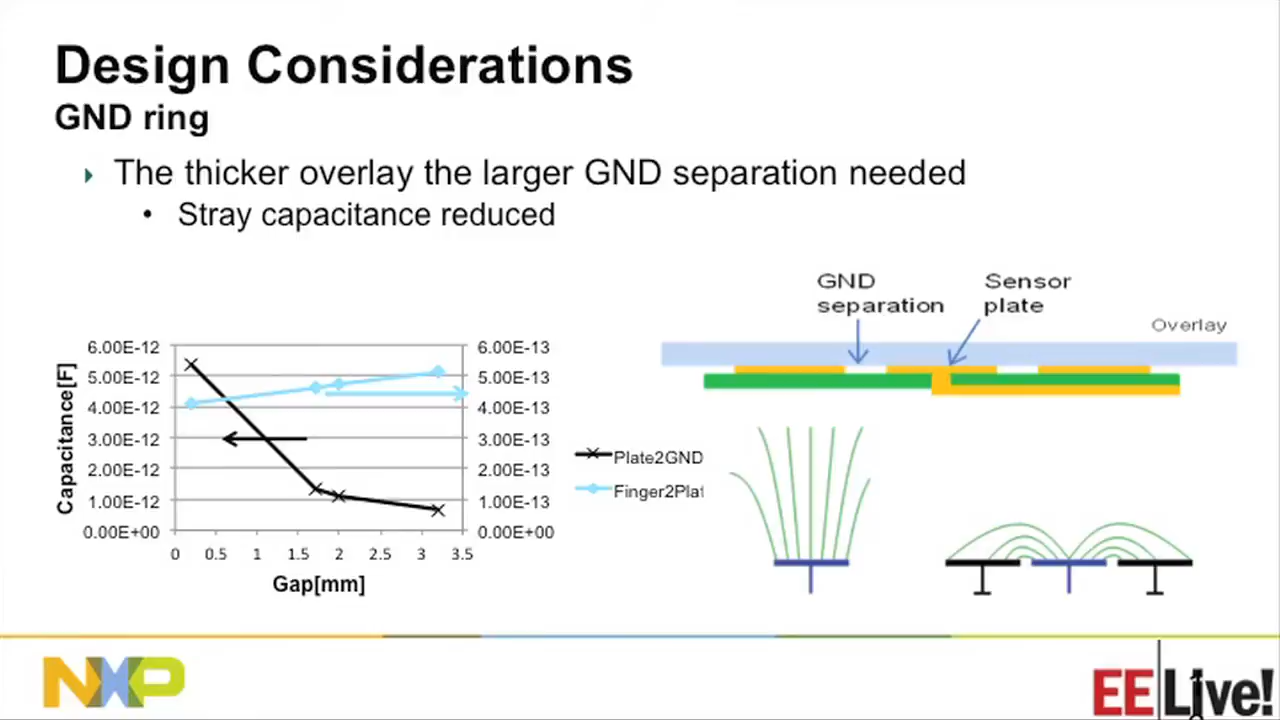 Design Considerations
GND ring
The thicker overlay the larger GND separation needed
• Stray capacitance reduced
GND separation
Sensor plate
Overlay
Capacitance[F]
6.00E-12
5.00E-12
4.00E-12
3.00E-12
2.00E-12
1.00E-12
0.00E+00
6.00E-13
5.00E-13
4.00E-13
3.00E-13
2.00E-13
1.00E-13
0.00E+00
0 0.5 1 1.5 2 2.5 3 3.5
Gap[mm]
Plate2GND
Finger2Plat
NXP
EE Live!